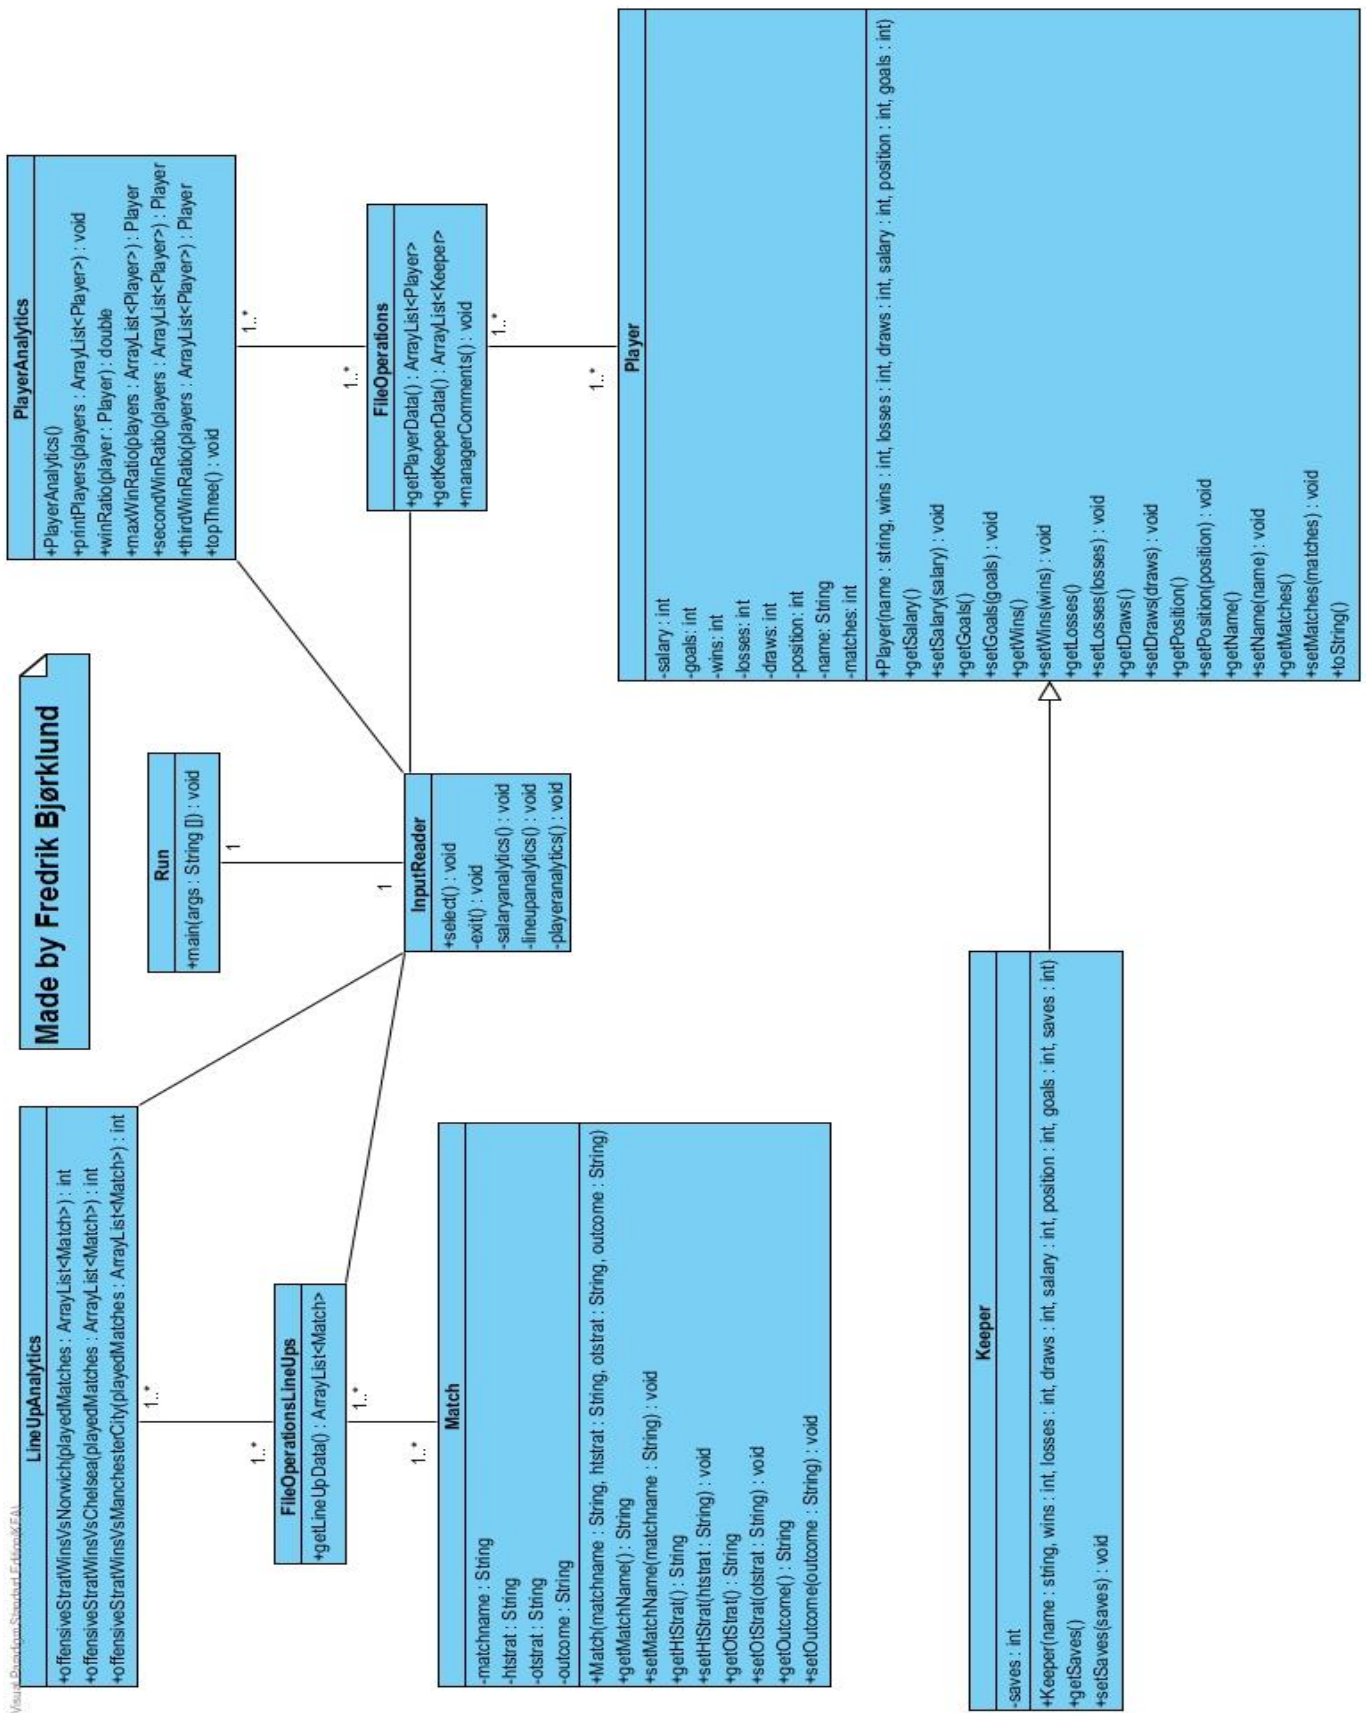 Visual Paradigm Standart Edition(KEA)
LineUpAnalytics
+offensiveStratWinsVsNorwich(playedMatches : ArrayList<Match>) : int
+offensiveStratWinsVsChelsea(playedMatches : ArrayList<Match>) : int
+offensiveStratWinsVsManchesterCity(playedMatches : ArrayList<Match>) : int
Made by Fredrik Bjørklund
PlayerAnalytics
+PlayerAnalytics()
+printPlayers(players : ArrayList<Player>) : void
+winRatio(player : Player) : double
+maxWinRatio(players : ArrayList<Player>) : Player
+secondWinRatio(players : ArrayList<Player>) : Player
+thirdWinRatio(players : ArrayList<Player>) : Player
+topThree() : void
Run
+main(args : String []) : void
1..*
1
1..*
1..*
1
1..*
FileOperationsLineUps
+getLineUpData() : ArrayList<Match>
InputReader
+select() : void
-exit() : void
-salaryanalytics() : void
-lineupanalytics() : void
-playeranalytics() : void
FileOperations
+getPlayerData() : ArrayList<Player>
+getKeeperData() : ArrayList<Keeper>
+managerComments() : void
1..*
1..*
1..*
1..*
Match
-matchname : String
-htstrat : String
-otstrat : String
-outcome : String
+Match(matchname : String, htstrat : String, otstrat : String, outcome : String)
+getMatchName() : String
+setMatchName(matchname : String) : void
+getHtStrat() : String
+setHtStrat(htstrat : String) : void
+getOtStrat() : String
+setOtStrat(otstrat : String) : void
+getOutcome() : String
+setOutcome(outcome : String) : void
Player
-salary : int
-goals: int
-wins: int
-losses: int
-draws: int
-position: int
-name: String
-matches: int
+Player(name : string, wins : int, losses : int, draws : int, salary : int, position : int, goals : int)
+getSalary()
+setSalary(salary) : void
+getGoals()
+setGoals(goals) : void
+getWins()
+setWins(wins) : void
+getLosses()
+setLosses(losses) : void
+getDraws()
+setDraws(draws) : void
+getPosition()
+setPosition(position) : void
+getName()
+setName(name) : void
+getMatches()
+setMatches(matches) : void
+toString()
Keeper
-saves : int
+Keeper(name : string, wins : int, losses : int, draws : int, salary : int, position : int, goals : int, saves : int)
+getSaves()
+setSaves(saves) : void